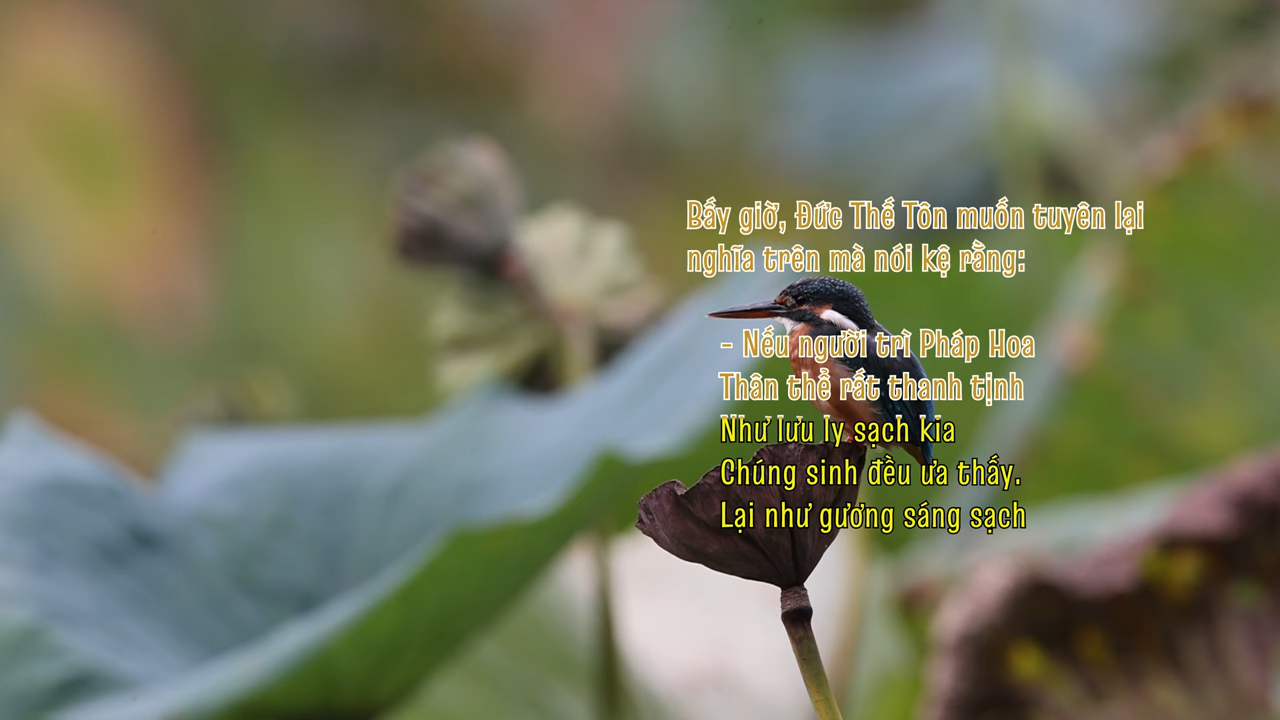 Bấy giờ, Đức Thế Tôn muốn tuyên lại
nghĩa trên mà nói kệ rằng:
- Nếu người trì Pháp Hoa
Thân thể rất thanh tịnh
Như lưu ly sạch kia
Chúng sinh đều ưa thấy.
Lại như gương sáng sạch